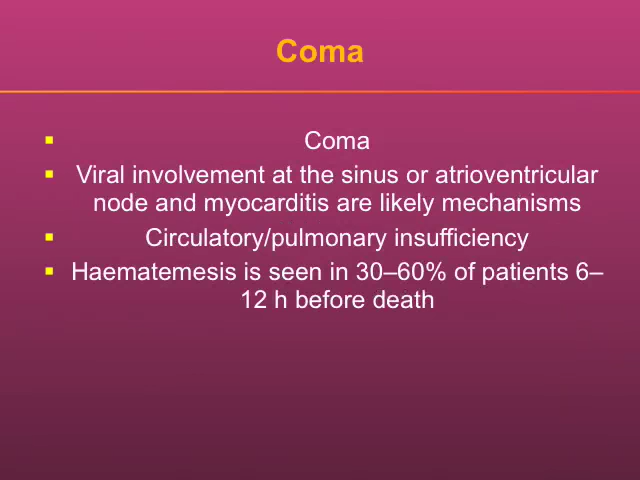 Coma
Coma
Viral involvement at the sinus or atrioventricular
node and myocarditis are likely mechanisms
Circulatory/pulmonary insufficiency
Haematemesis is seen in 30–60% of patients 6–
12 h before death